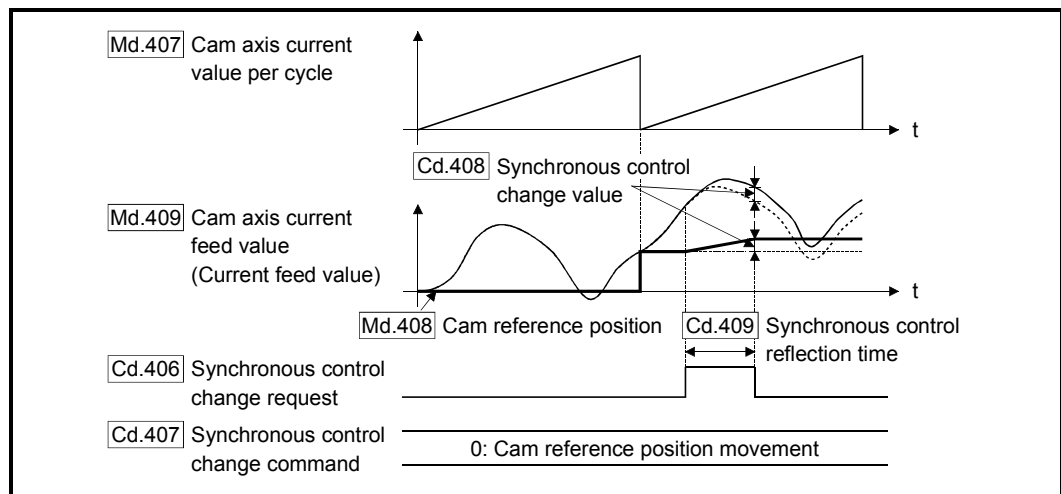 Md.407 Cam axis current
value per cycle
t
Cd.408 Synchronous control
change value
Md.409 Cam axis current
feed value
(Current feed value)
t
Md.408 Cam reference position
Cd.409 Synchronous control
reflection time
Cd.406 Synchronous control
change request
Cd.407 Synchronous control
change command
0: Cam reference position movement